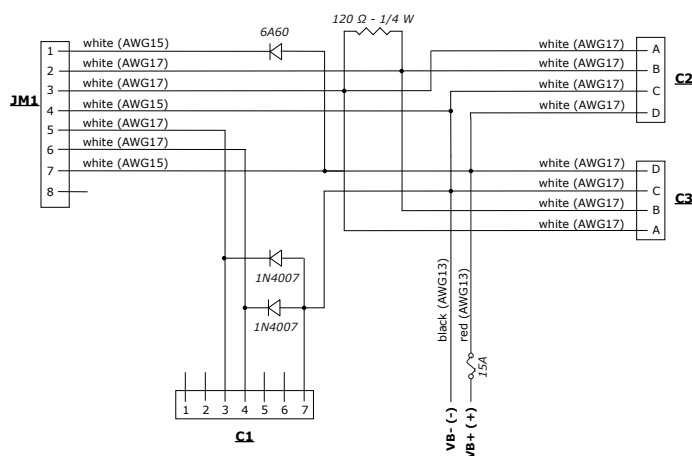 120 Ω - 1/4 W
6A60
JM1
1 white (AWG15)
2 white (AWG17)
3 white (AWG17)
4 white (AWG15)
5 white (AWG17)
6 white (AWG17)
7 white (AWG15)
8
white (AWG17) A
white (AWG17) B
white (AWG17) C
white (AWG17) D
C2
white (AWG17) D
white (AWG17) C
white (AWG17) B
white (AWG17) A
C3
1N4007
1N4007
black (AWG13)
red (AWG13)
15A
1 2 3 4 5 6 7
C1
VB- (-)
VB+ (+)